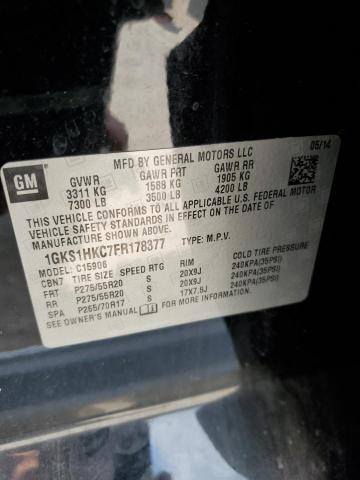 GM
MFD BY GENERAL MOTORS LLC
05/14
GVWR GAWR FRT GAWR RR
3311 KG 1588 KG 1905 KG
7300 LB 3500 LB 4200 LB
THIS VEHICLE CONFORMS TO ALL APPLICABLE U.S. FEDERAL MOTOR
VEHICLE SAFETY STANDARDS IN EFFECT ON THE DATE OF
MANUFACTURE SHOWN ABOVE.
1GKS1HKC7FR178377 TYPE: M.P.V.
MODEL: C15906
CBN7 TIRE SIZE SPEED RTG RIM COLD TIRE PRESSURE
FRT P275/55R20 S 20X9J 240KPA(35PSI)
RR P275/55R20 S 20X9J 240KPA(35PSI)
SPA P265/70R17 S 17X7.5J 240KPA(35PSI)
SEE OWNER'S MANUAL FOR MORE INFORMATION.